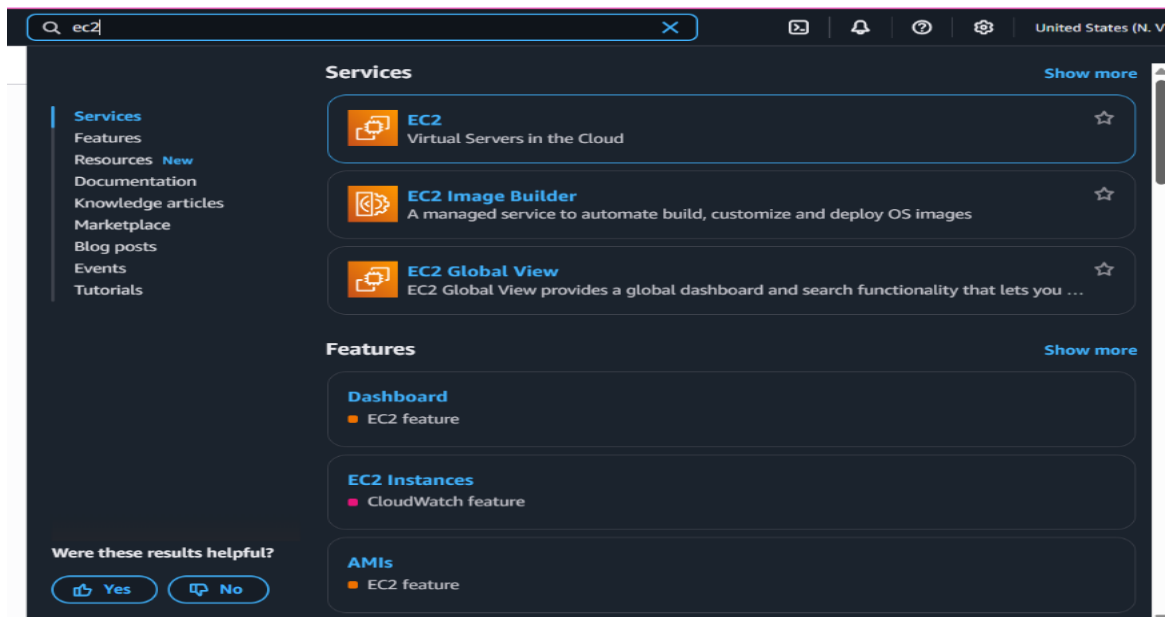 ec2
United States (N. V
Services
Features
Resources New
Documentation
Knowledge articles
Marketplace
Blog posts
Events
Tutorials
Were these results helpful?
Yes
No
Services
Show more
EC2
Virtual Servers in the Cloud
EC2 Image Builder
A managed service to automate build, customize and deploy OS images
EC2 Global View
EC2 Global View provides a global dashboard and search functionality that lets you ...
Features
Show more
Dashboard
EC2 feature
EC2 Instances
CloudWatch feature
AMIs
EC2 feature